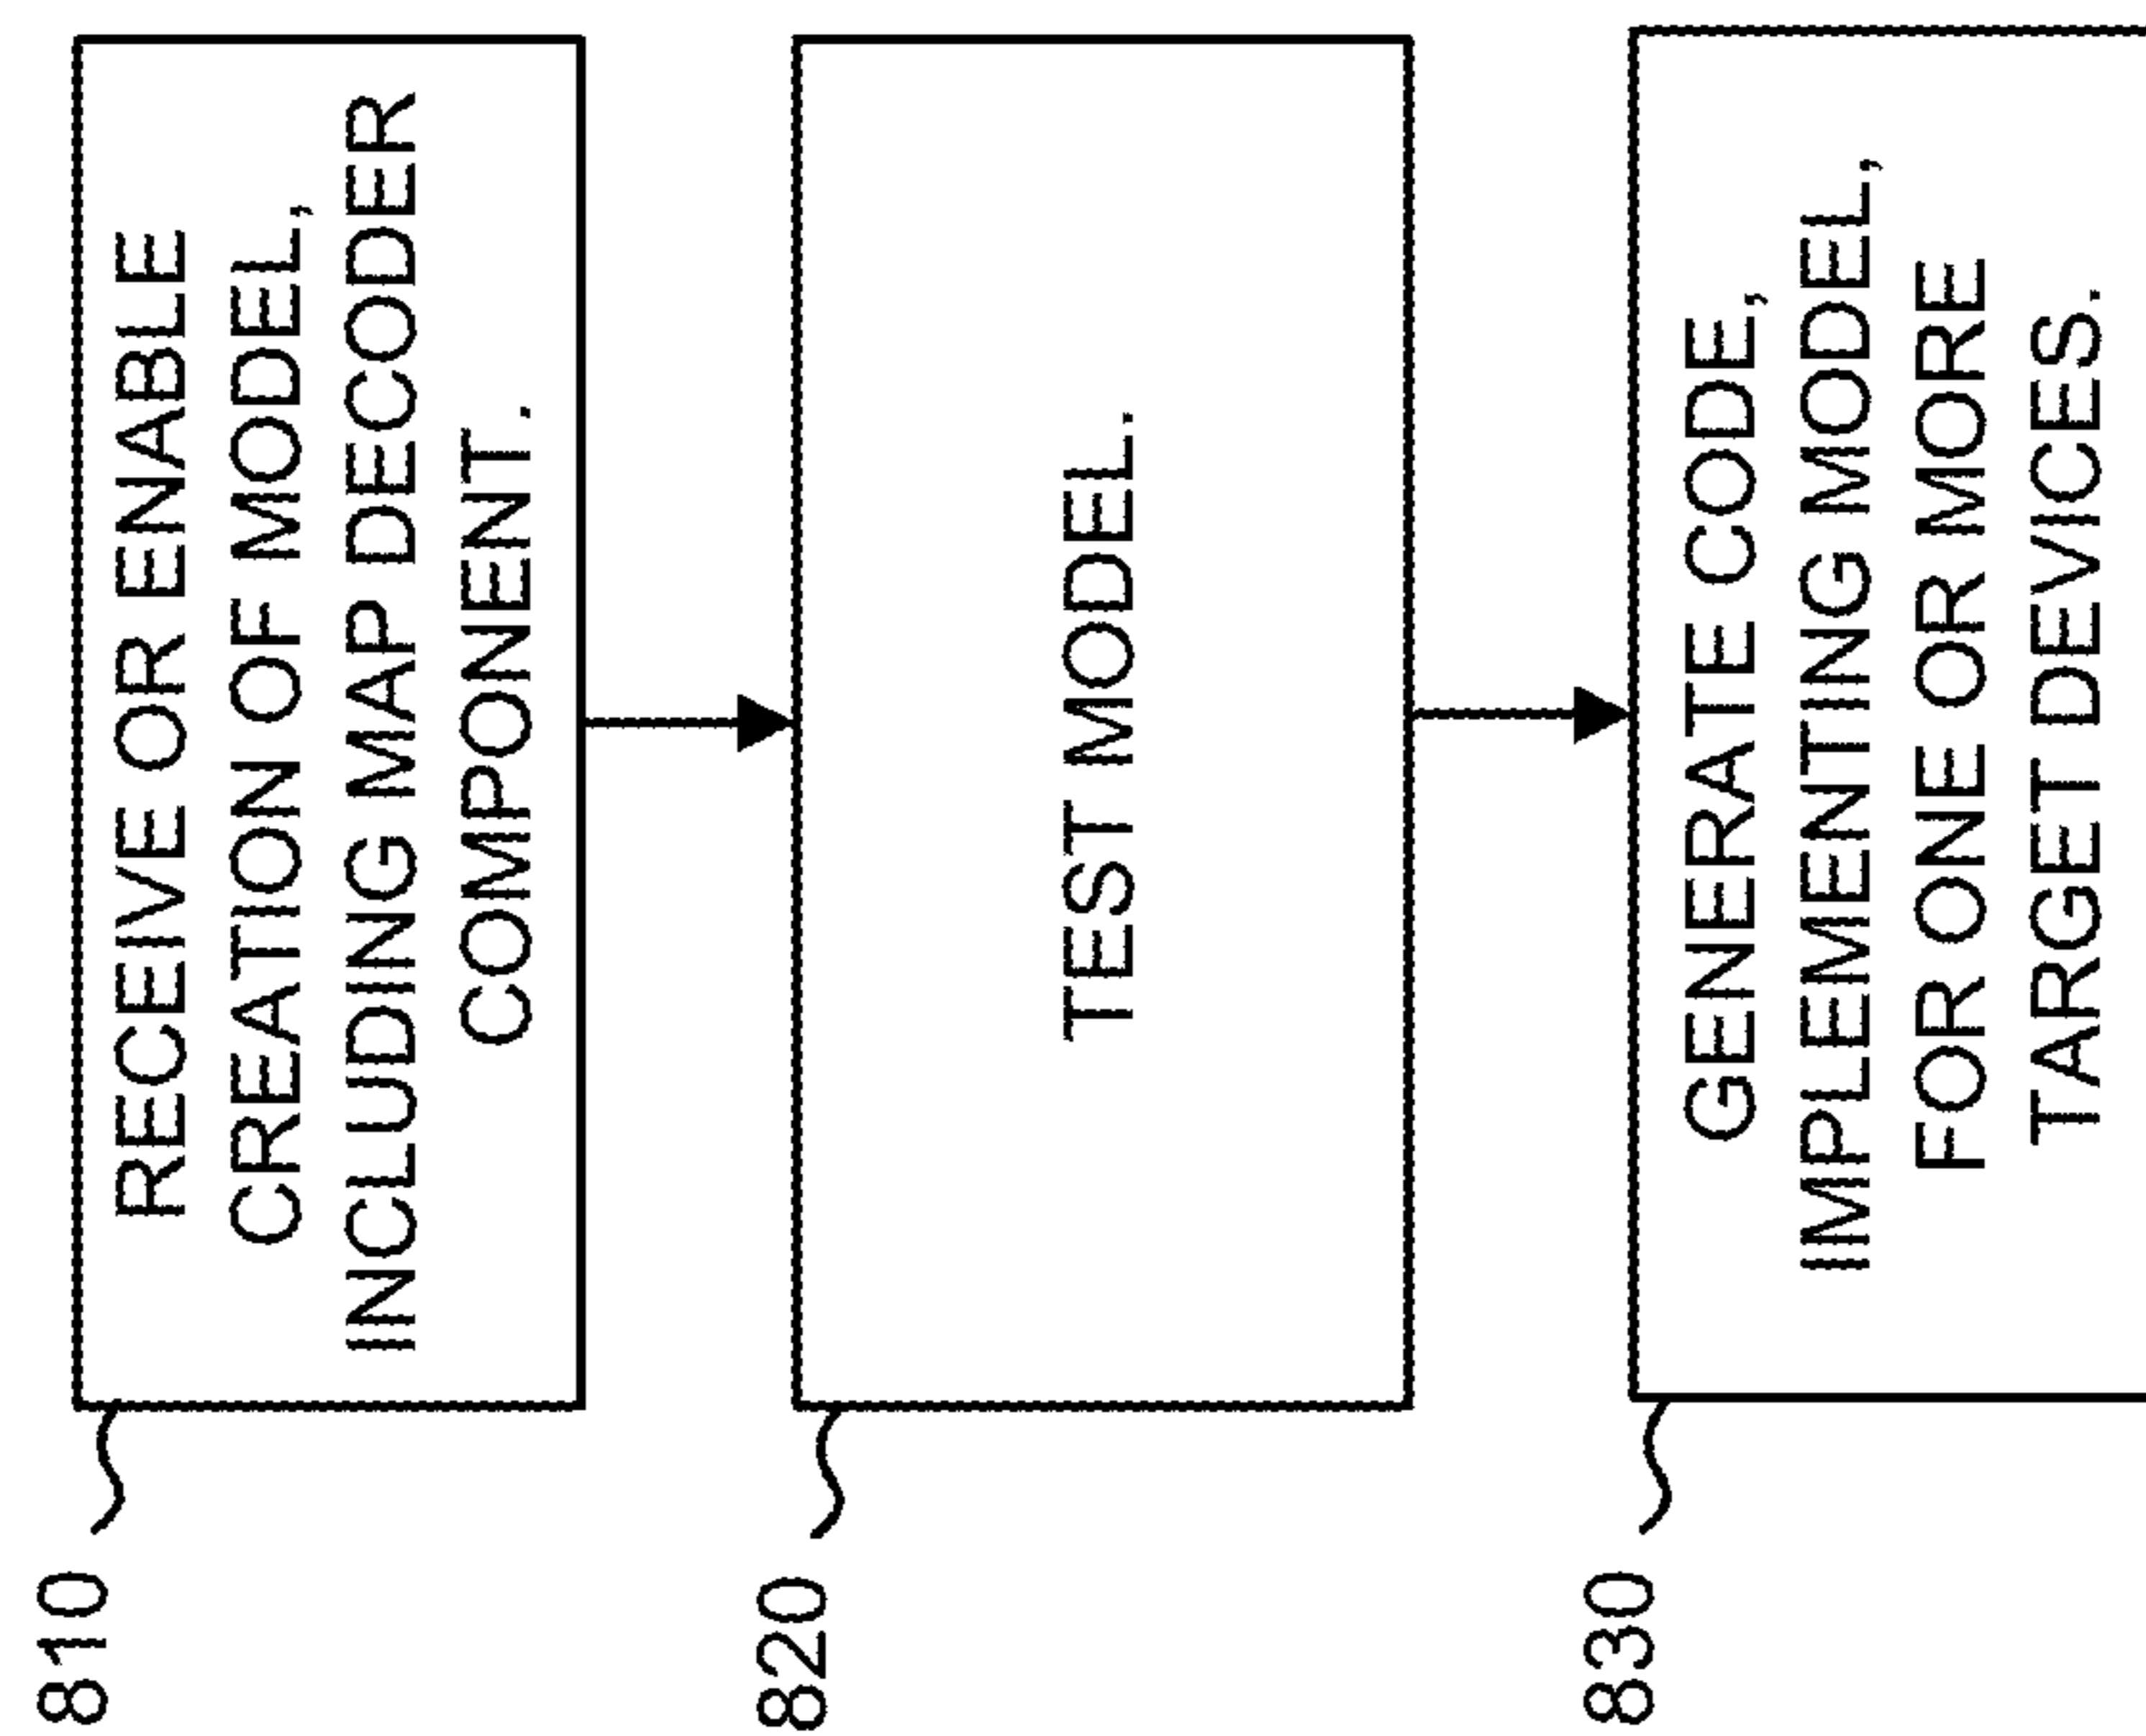 810
RECEIVE OR ENABLE
CREATION OF MODEL,
INCLUDING MAP DECODER
COMPONENT.
820
TEST MODEL.
830
GENERATE CODE,
IMPLEMENTING MODEL,
FOR ONE OR MORE
TARGET DEVICES.